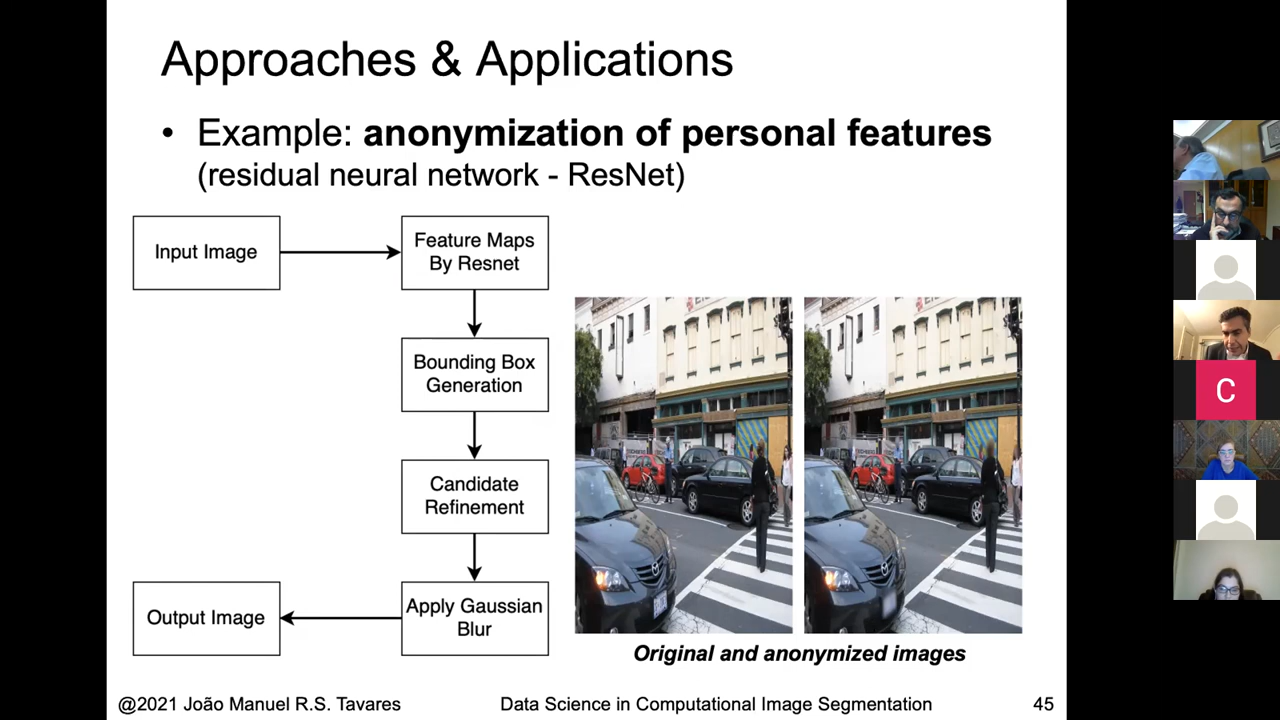 Approaches & Applications
• Example: anonymization of personal features
(residual neural network - ResNet)
Input Image
Feature Maps
By Resnet
Bounding Box
Generation
Candidate
Refinement
Apply Gaussian
Blur
Output Image
Original and anonymized images
@2021 João Manuel R.S. Tavares
Data Science in Computational Image Segmentation
45
C